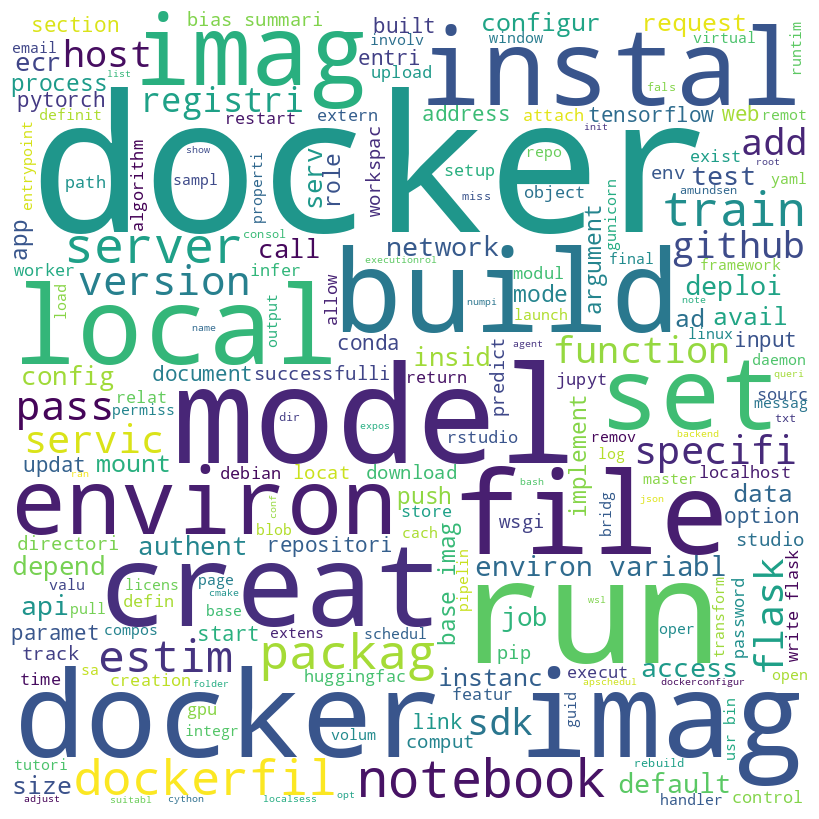 section
bias summari
built
configur
request
email
host
imag
involv
window
instal
virtual
runtim
ecr
list
entri
process
upload
fals
pytorch
registri
address
attach
tensorflow
web
remot
definit
restart
extern
init
docker
add
entrypoint
algorithm
show
path
sampl
properti
serv
role
workspac
setup
repo
miss
object
exist
env
test
root
yaml
amundsen
train
app
server
consol
call
network
argument
gunicorn
github
final
worker
version
infer
executionrol
build
modul
framework
deploi
load
local
output
allow
numpi
mode
launch
note
ad
avail
name
conda
agent
linux
input
config
document
successfulli
insid
function
daemon
relat
model
return
predict
jupyt
set
queri
sourc
pass
permiss
dir
expos
rstudio
messag
txt
servic
remov
backend
specifi
updat
mount
debian
locat
download
implement
log
localhost
ran
environ
conf
push
bash
file
master
data
json
store
wsgi
bridg
option
directori
authent
blob
repositori
cach
studio
depend
base imag
pipelin
environ variabl
valu
licens
page
creat
run
wsl
api
pull
defin
cmake
base
job
transform
password
flask
write flask
paramet
compos
start
extens
schedul
pip
oper
track
estim
packag
access
time
sa
creation
folder
huggingfac
instanc
execut
apschedul
dockerconfigur
open
featur
docker imag
gpu
integr
volum
link
sdk
guid
usr bin
tutori
comput
rebuild
size
dockerfil
notebook
default
adjust
suitabl
cython
localsess
opt
handler
control